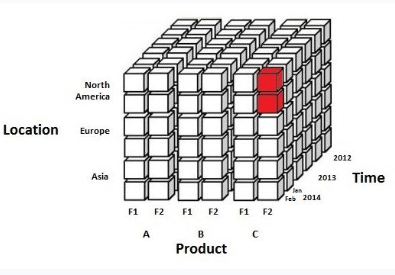 North
America
Location
Europe
Asia
2012
2013
Time
Jan
Feb 2014
F1 F2 F1 F2 F1 F2
A B C
Product